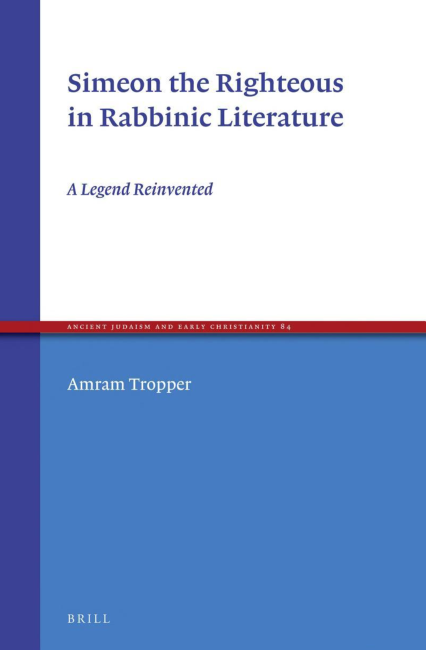 Simeon the Righteous
in Rabbinic Literature
A Legend Reinvented
ANCIENT JUDAISM AND EARLY CHRISTIANITY 84
Amram Tropper
BRILL